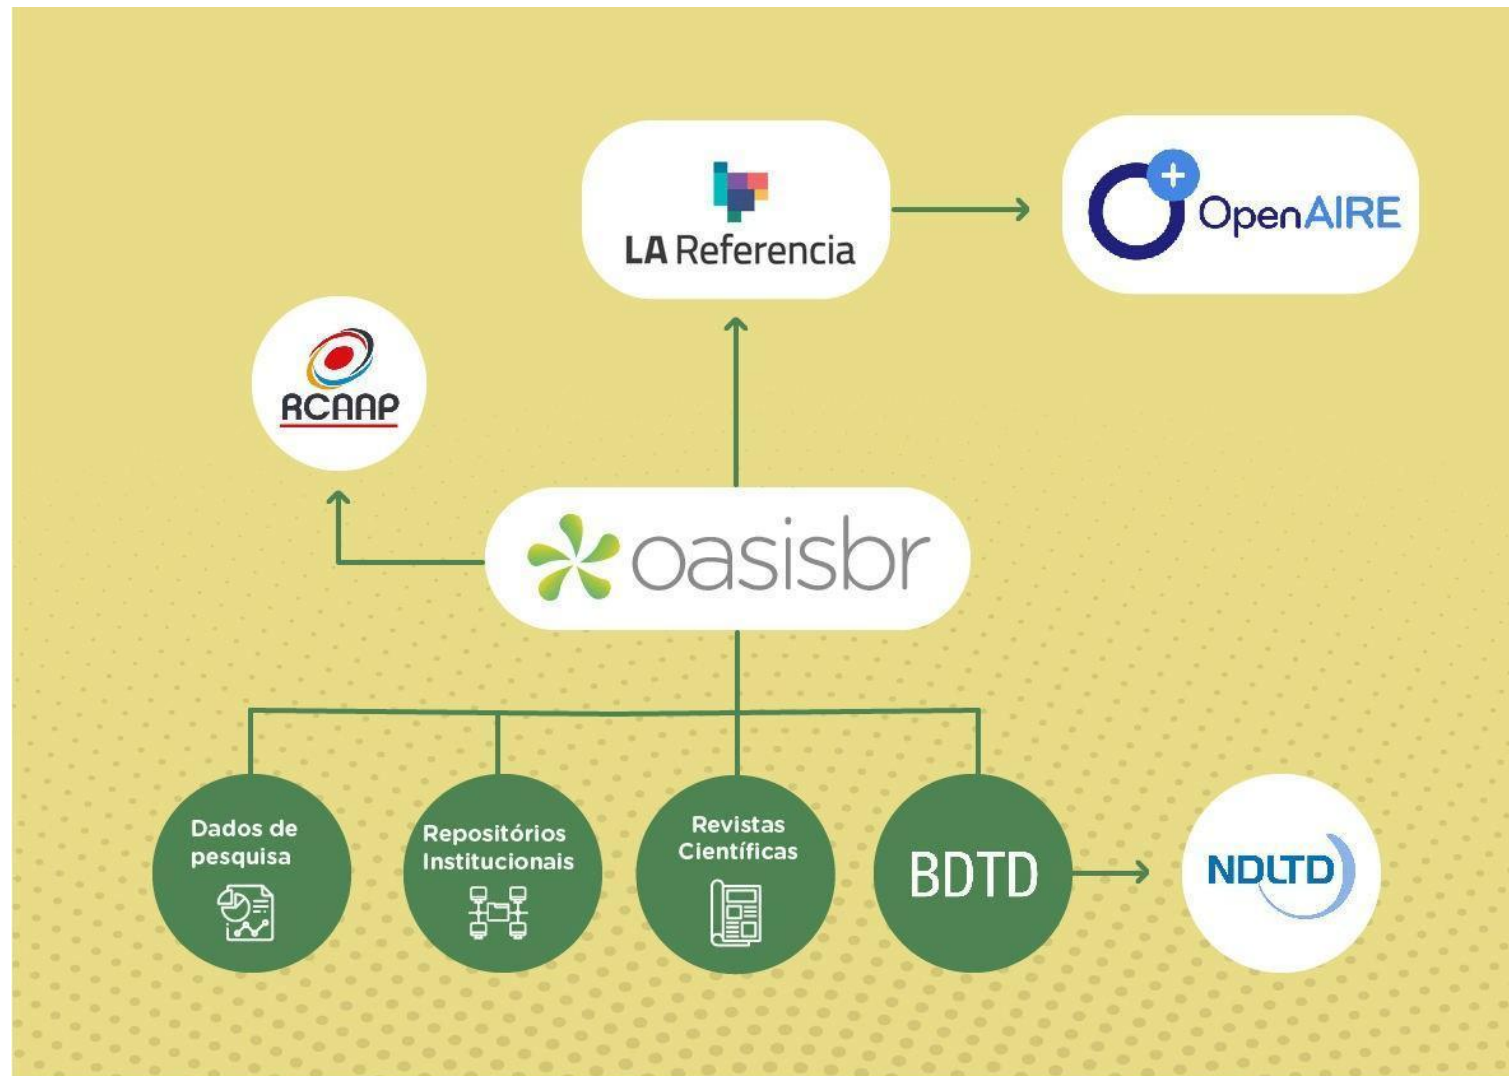 LA Referencia
OpenAIRE
RCAAP
oasisbr
Dados de
pesquisa
Repositórios
Institucionais
Revistas
Científicas
BDTD
NDLTD